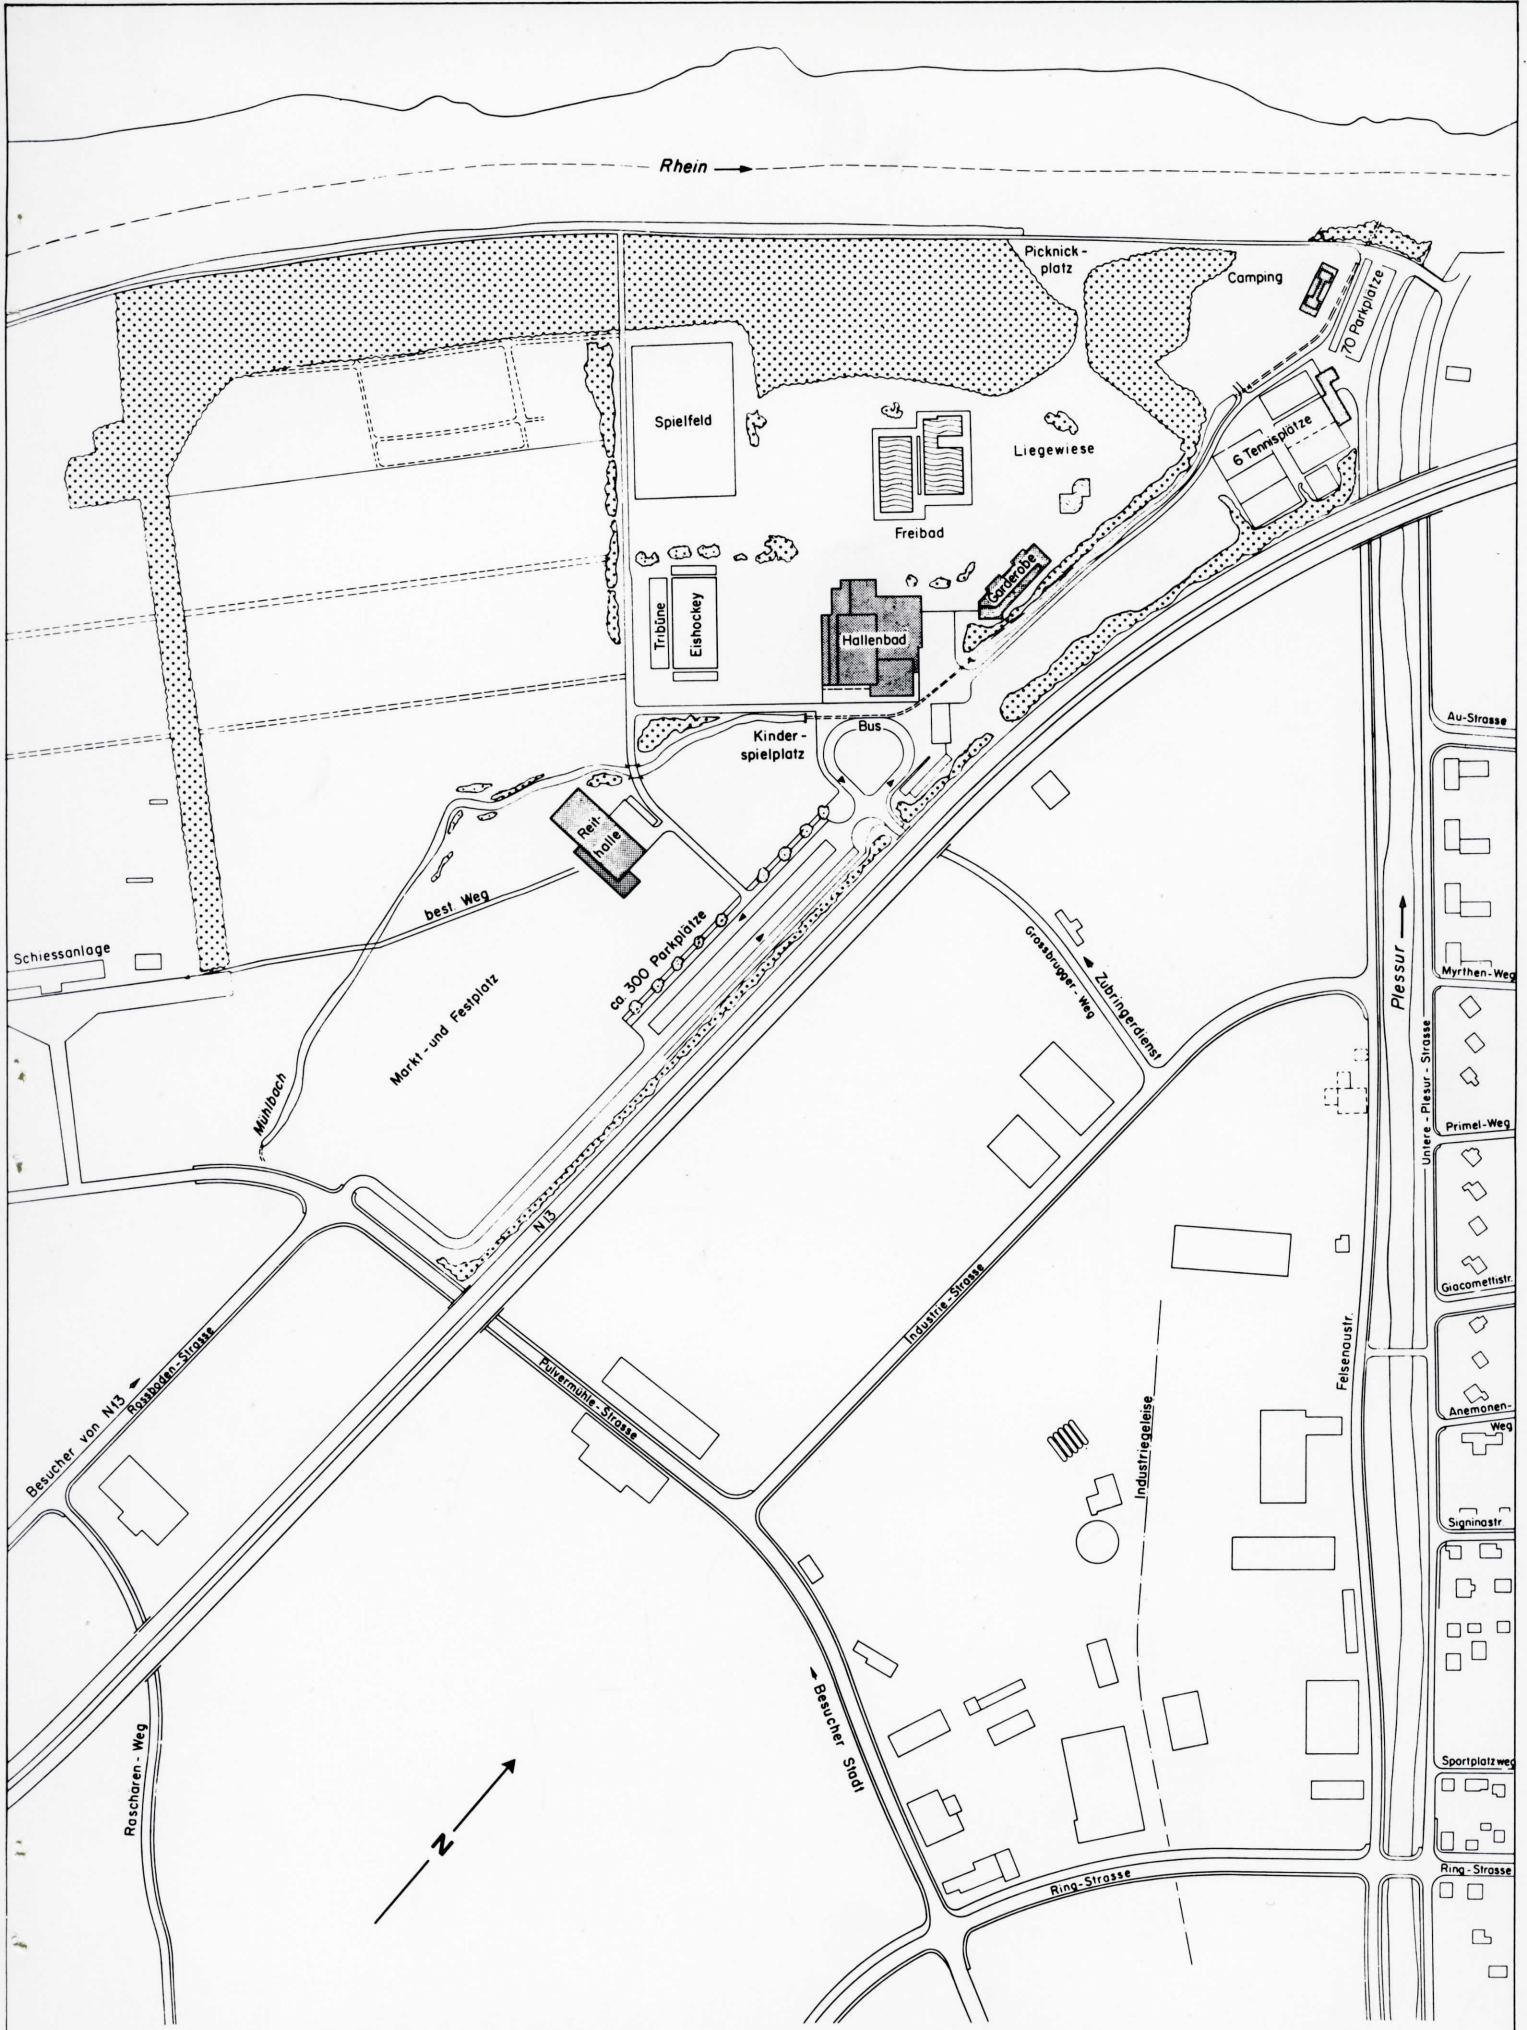 Rhein
Picknick-
platz
Camping
70 Parkplätze
Spielfeld
6 Tennisplätze
Liegewiese
Freibad
Garderobe
Tribüne
Eishockey
Hallenbad
Bus
Kinder-
spielplatz
Au-Strasse
Reit-
halle
best. Weg
Schiessanlage
ca. 300 Parkplätze
Markt- und Festplatz
Mühlbach
Grossbrugger-Weg
Zubringerdienst
Plessur
Myrthen-Weg
Untere-Plesur-Strasse
Primel-Weg
N13
Giacomettistr.
Industrie-Strasse
Felsenaustr.
Besucher von N13
Rossboden-Strasse
Pulvermühle-Strasse
Industriegeleise
Anemonen-
Weg
Signinastr.
Besucher Stadt
Rascharen-Weg
Sportplatzweg
N
Ring-Strasse
Ring-Strasse